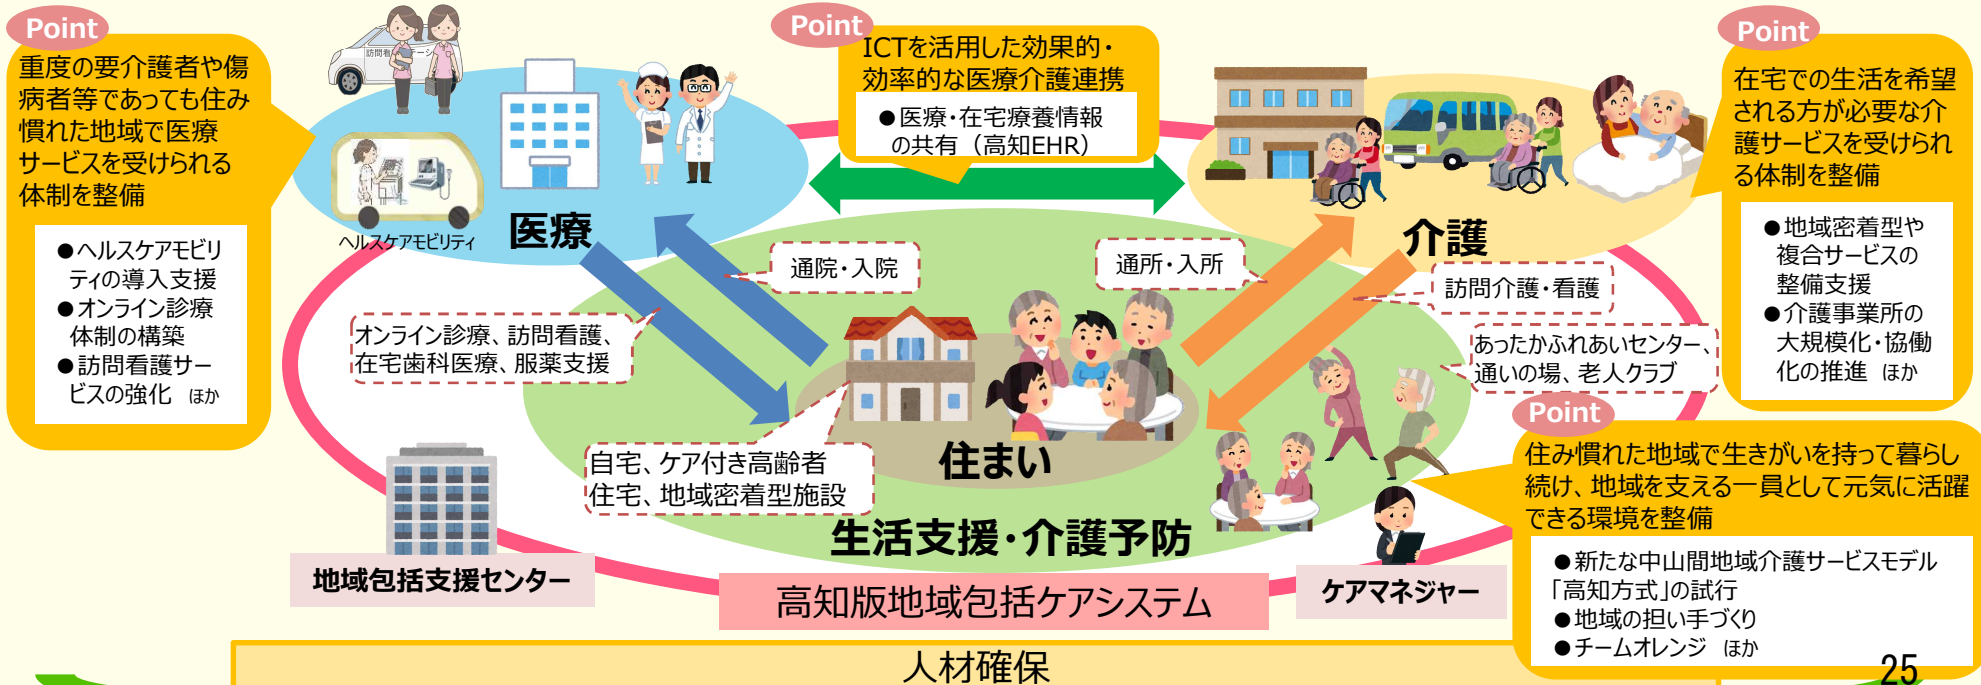 Point
重度の要介護者や傷
病者等であっても住み
慣れた地域で医療
サービスを受けられる
体制を整備
●ヘルスケアモビリ
ティの導入支援
●オンライン診療
体制の構築
●訪問看護サー
ビスの強化 ほか
ヘルスケアモビリティ
医療
Point
ICTを活用した効果的・
効率的な医療介護連携
●医療・在宅療養情報
の共有（高知EHR）
介護
Point
在宅での生活を希望
される方が必要な介
護サービスを受けられ
る体制を整備
●地域密着型や
複合サービスの
整備支援
●介護事業所の
大規模化・協働
化の推進 ほか
通院・入院
通所・入所
訪問介護・看護
オンライン診療、訪問看護、
在宅歯科医療、服薬支援
あったかふれあいセンター、
通いの場、老人クラブ
自宅、ケア付き高齢者
住宅、地域密着型施設
住まい
生活支援・介護予防
Point
住み慣れた地域で生きがいを持って暮らし
続け、地域を支える一員として元気に活躍
できる環境を整備
●新たな中山間地域介護サービスモデル
「高知方式」の試行
●地域の担い手づくり
●チームオレンジ ほか
地域包括支援センター
高知版地域包括ケアシステム
ケアマネジャー
人材確保
25